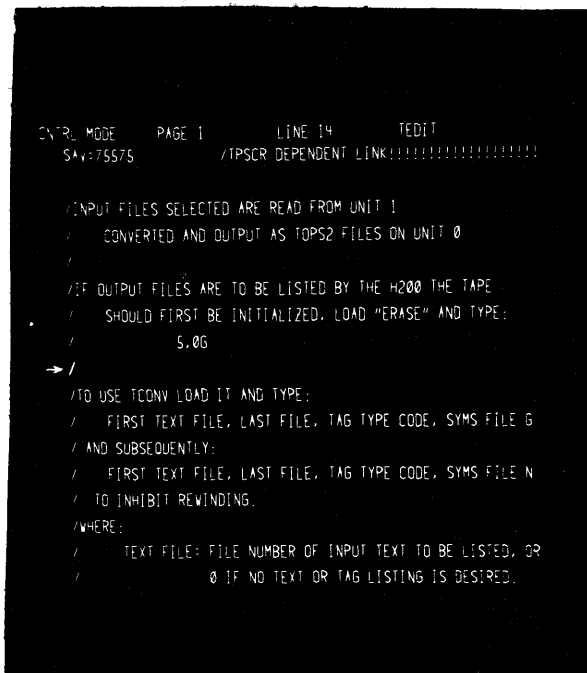 CNTRL MODE PAGE 1 LINE 14 TEDIT
SAV=75575 /TPSCR DEPENDENT LINK!!!!!!!!!!!!!!!!!!!
/INPUT FILES SELECTED ARE READ FROM UNIT 1
/ CONVERTED AND OUTPUT AS TOPS2 FILES ON UNIT 0
/
/IF OUTPUT FILES ARE TO BE LISTED BY THE H200 THE TAPE
/ SHOULD FIRST BE INITIALIZED, LOAD "ERASE" AND TYPE:
/ 5,0G
→ /
/TO USE TCONV LOAD IT AND TYPE:
/ FIRST TEXT FILE, LAST FILE, TAG TYPE CODE, SYMS FILE G
/ AND SUBSEQUENTLY:
/ FIRST TEXT FILE, LAST FILE, TAG TYPE CODE, SYMS FILE N
/ TO INHIBIT REWINDING.
/WHERE:
/ TEXT FILE: FILE NUMBER OF INPUT TEXT TO BE LISTED, OR
/ 0 IF NO TEXT OR TAG LISTING IS DESIRED.